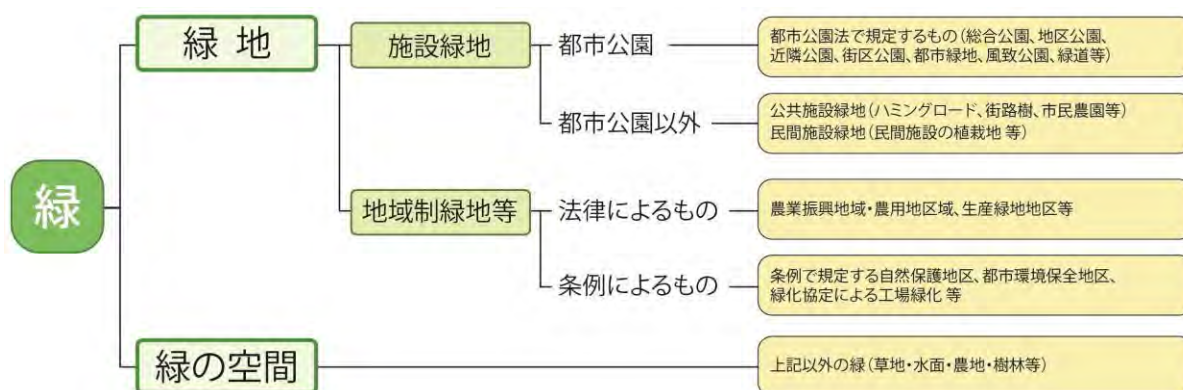 緑
緑 地
施設緑地
都市公園
都市公園法で規定するもの(総合公園、地区公園、
近隣公園、街区公園、都市緑地、風致公園、緑道等)
都市公園以外
公共施設緑地(ハミングロード、街路樹、市民農園等)
民間施設緑地(民間施設の植栽地 等)
地域制緑地等
法律によるもの
農業振興地域・農用地区域、生産緑地地区等
条例によるもの
条例で規定する自然保護地区、都市環境保全地区、
緑化協定による工場緑化 等
緑の空間
上記以外の緑(草地・水面・農地・樹林等)